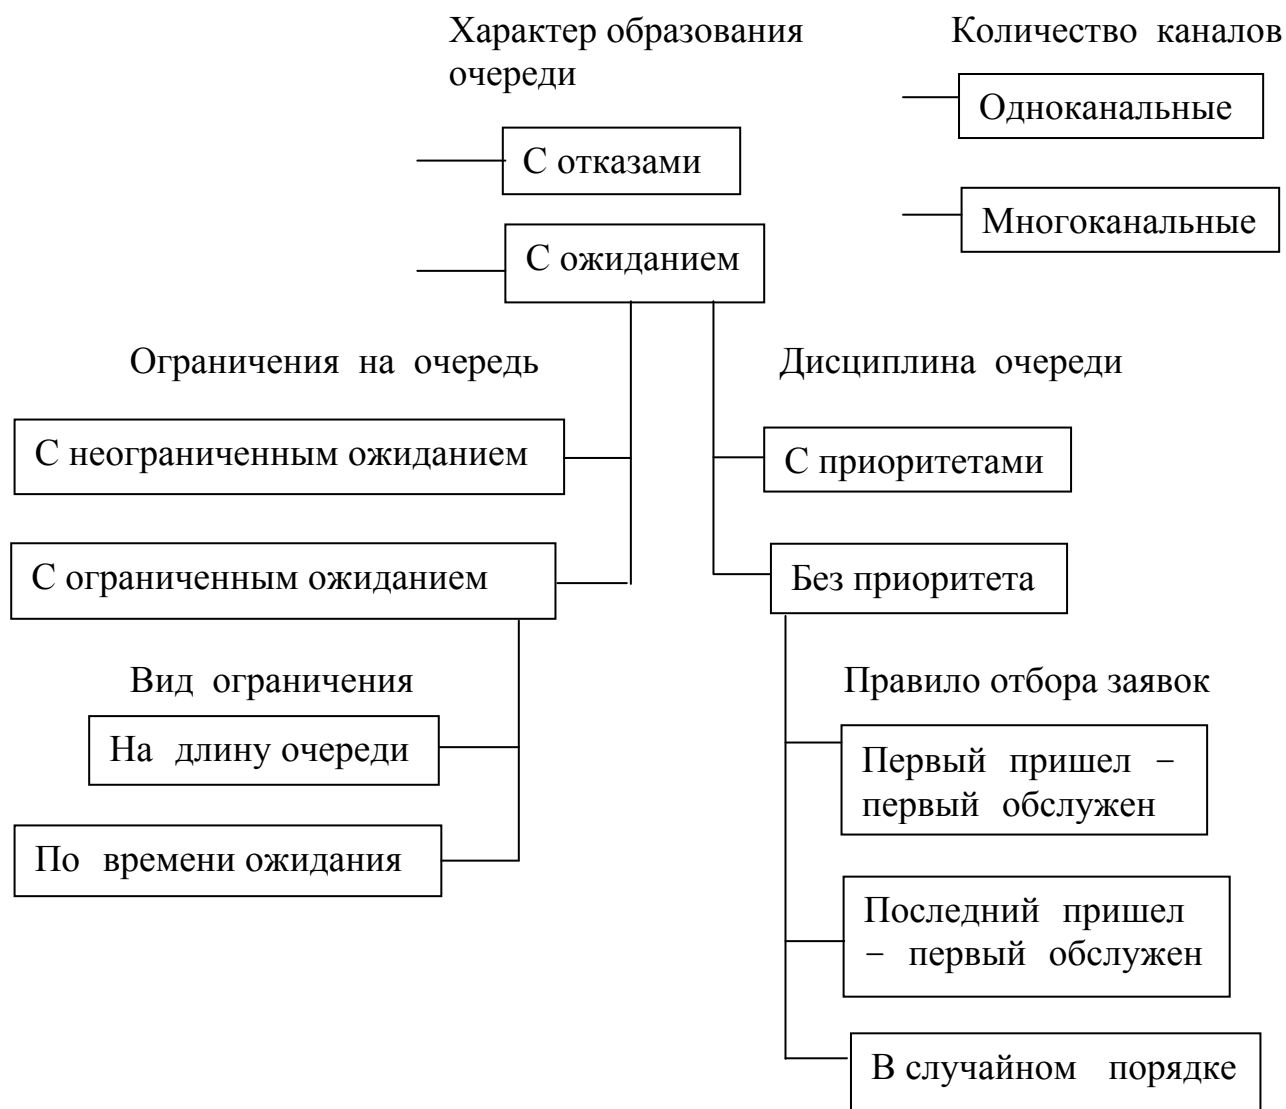 Характер образования
очереди
Количество каналов
Одноканальные
С отказами
Многоканальные
С ожиданием
Ограничения на очередь
Дисциплина очереди
С неограниченным ожиданием
С приоритетами
С ограниченным ожиданием
Без приоритета
Вид ограничения
Правило отбора заявок
На длину очереди
Первый пришел −
первый обслужен
По времени ожидания
Последний пришел
− первый обслужен
В случайном порядке